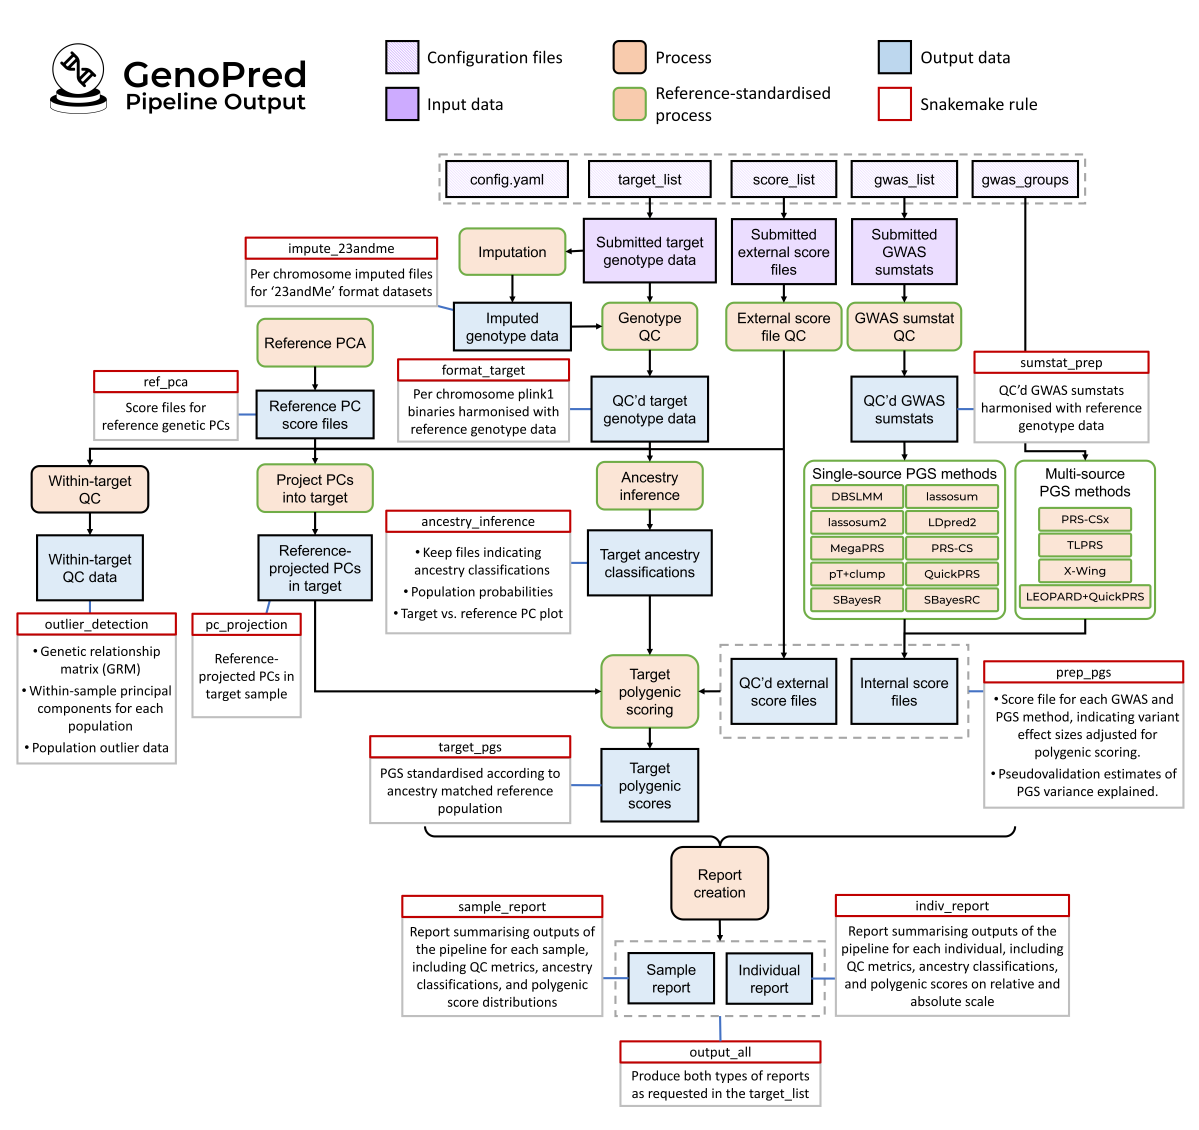 GenoPred
Pipeline Output
Configuration files
Input data
Process
Reference-standardised
process
Output data
Snakemake rule
config.yaml
target_list
score_list
gwas_list
gwas_groups
impute_23andme
Per chromosome imputed files
for ‘23andMe’ format datasets
Imputation
Submitted target
genotype data
Submitted
external score
files
Submitted
GWAS
sumstats
Imputed
genotype data
Genotype
QC
External score
file QC
GWAS sumstat
QC
Reference PCA
ref_pca
Score files for
reference genetic PCs
Reference PC
score files
format_target
Per chromosome plink1
binaries harmonised with
reference genotype data
QC’d target
genotype data
QC’d GWAS
sumstats
sumstat_prep
QC’d GWAS sumstats
harmonised with reference
genotype data
Within-target
QC
Project PCs
into target
Ancestry
inference
Single-source PGS methods
DBSLMM
lassosum
lassosum2
LDpred2
MegaPRS
PRS-CS
pT+clump
QuickPRS
SBayesR
SBayesRC
Multi-source
PGS methods
PRS-CSx
TLPRS
X-Wing
LEOPARD+QuickPRS
Within-target
QC data
Reference-
projected PCs
in target
ancestry_inference
• Keep files indicating
ancestry classifications
• Population probabilities
• Target vs. reference PC plot
Target ancestry
classifications
outlier_detection
• Genetic relationship
matrix (GRM)
• Within-sample principal
components for each
population
• Population outlier data
pc_projection
Reference-
projected PCs in
target sample
Target
polygenic
scoring
QC’d external
score files
Internal score
files
prep_pgs
• Score file for each GWAS and
PGS method, indicating variant
effect sizes adjusted for
polygenic scoring.
• Pseudovalidation estimates of
PGS variance explained.
target_pgs
PGS standardised according to
ancestry matched reference
population
Target
polygenic
scores
Report
creation
sample_report
Report summarising outputs of
the pipeline for each sample,
including QC metrics, ancestry
classifications, and polygenic
score distributions
Sample
report
Individual
report
indiv_report
Report summarising outputs of the
pipeline for each individual, including
QC metrics, ancestry classifications,
and polygenic scores on relative and
absolute scale
output_all
Produce both types of reports
as requested in the target_list